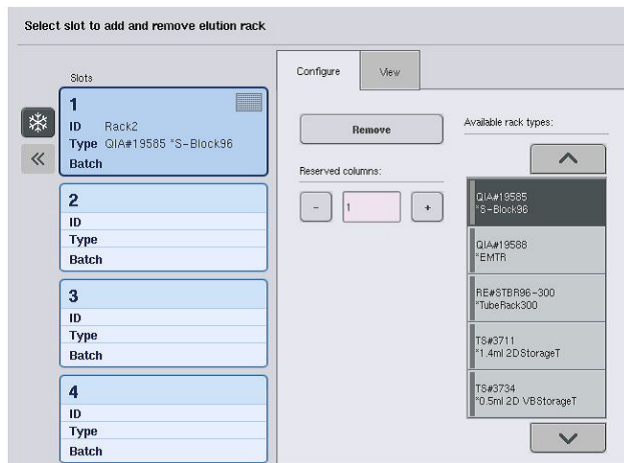 Select slot to add and remove elution rack
Slots
1
ID Rack2
Type QIA#19585 *S-Block96
Batch
2
ID
Type
Batch
3
ID
Type
Batch
4
ID
Type
Batch
Configure View
Remove
Reserved columns:
- 1 +
Available rack types:
QIA#19585
*S-Block96
QIA#19588
*EMTR
RE#STBR96-300
*TubeRack300
TS#3711
*1.4ml 2DStorageT
TS#3734
*0.5ml 2D VBStorageT